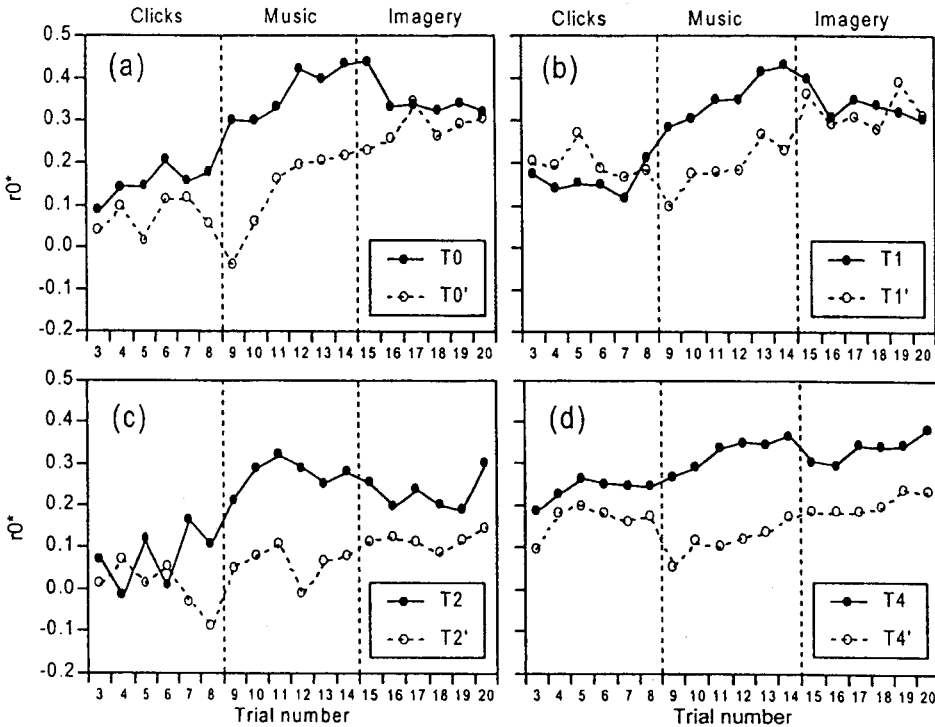 Clicks Music Imagery Clicks Music Imagery
0.5
(a) (b)
0.4
0.3
r0*
0.2
0.1
0.0
-0.1
-0.2
T0
T0'
T1
T1'
3 4 5 6 7 8 9 10 11 12 13 14 15 16 17 18 19 20 3 4 5 6 7 8 9 10 11 12 13 14 15 16 17 18 19 20
0.5
(c) (d)
0.4
0.3
r0*
0.2
0.1
0.0
-0.1
-0.2
T2
T2'
T4
T4'
3 4 5 6 7 8 9 10 11 12 13 14 15 16 17 18 19 20 3 4 5 6 7 8 9 10 11 12 13 14 15 16 17 18 19 20
Trial number Trial number